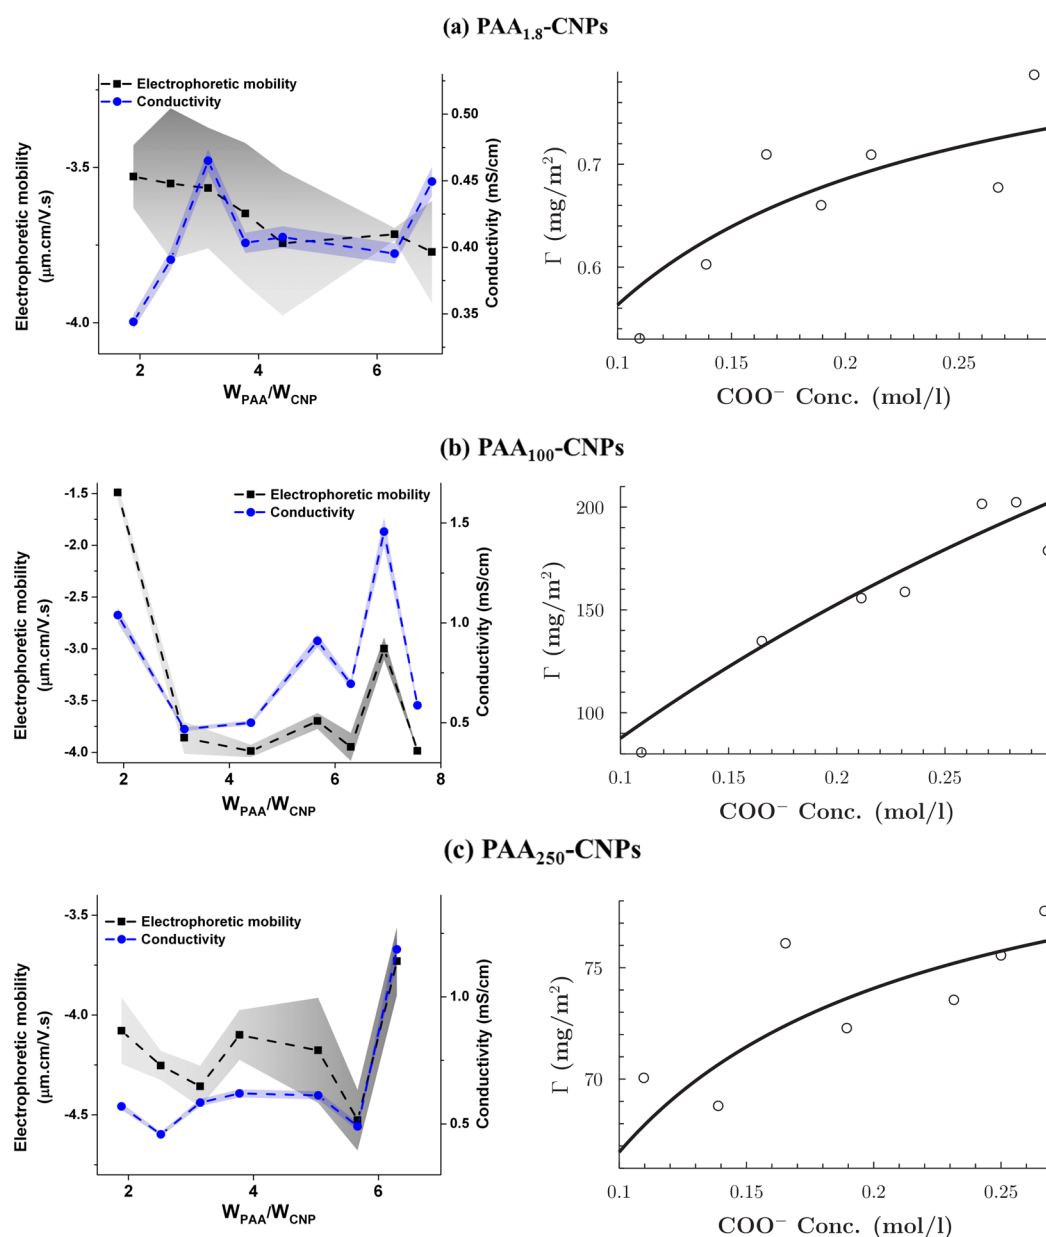 (a) PAA1.8-CNPs
Electrophoretic mobility
Conductivity
Electrophoretic mobility
(μm.cm/V.s)
-3.5
-4.0
0.50
0.45
0.40
0.35
Conductivity (mS/cm)
2 4 6
WPAA/WCNP
Γ (mg/m²)
0.7
0.6
0.1 0.15 0.2 0.25
COO⁻ Conc. (mol/l)
(b) PAA100-CNPs
Electrophoretic mobility
Conductivity
Electrophoretic mobility
(μm.cm/V.s)
-1.5
-2.0
-2.5
-3.0
-3.5
-4.0
1.5
1.0
0.5
Conductivity (mS/cm)
2 4 6 8
WPAA/WCNP
Γ (mg/m²)
200
150
100
0.1 0.15 0.2 0.25
COO⁻ Conc. (mol/l)
(c) PAA250-CNPs
Electrophoretic mobility
Conductivity
Electrophoretic mobility
(μm.cm/V.s)
-3.5
-4.0
-4.5
1.0
0.5
Conductivity (mS/cm)
2 4 6
WPAA/WCNP
Γ (mg/m²)
75
70
0.1 0.15 0.2 0.25
COO⁻ Conc. (mol/l)